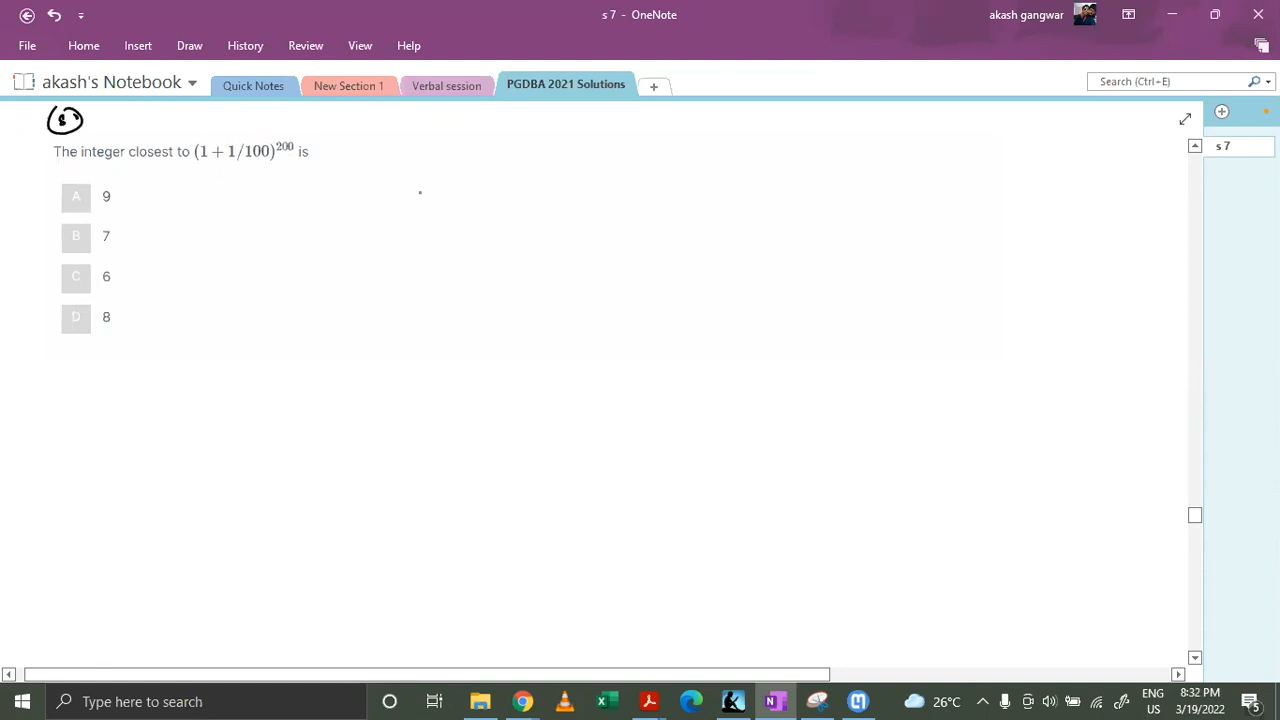 s 7 - OneNote
akash gangwar
File Home Insert Draw History Review View Help
akash's Notebook Quick Notes New Section 1 Verbal session PGDBA 2021 Solutions + Search (Ctrl+E)
s 7
The integer closest to (1 + 1/100)^200 is
A 9
B 7
C 6
D 8
Type here to search
26°C
ENG
US
8:32 PM
3/19/2022
5